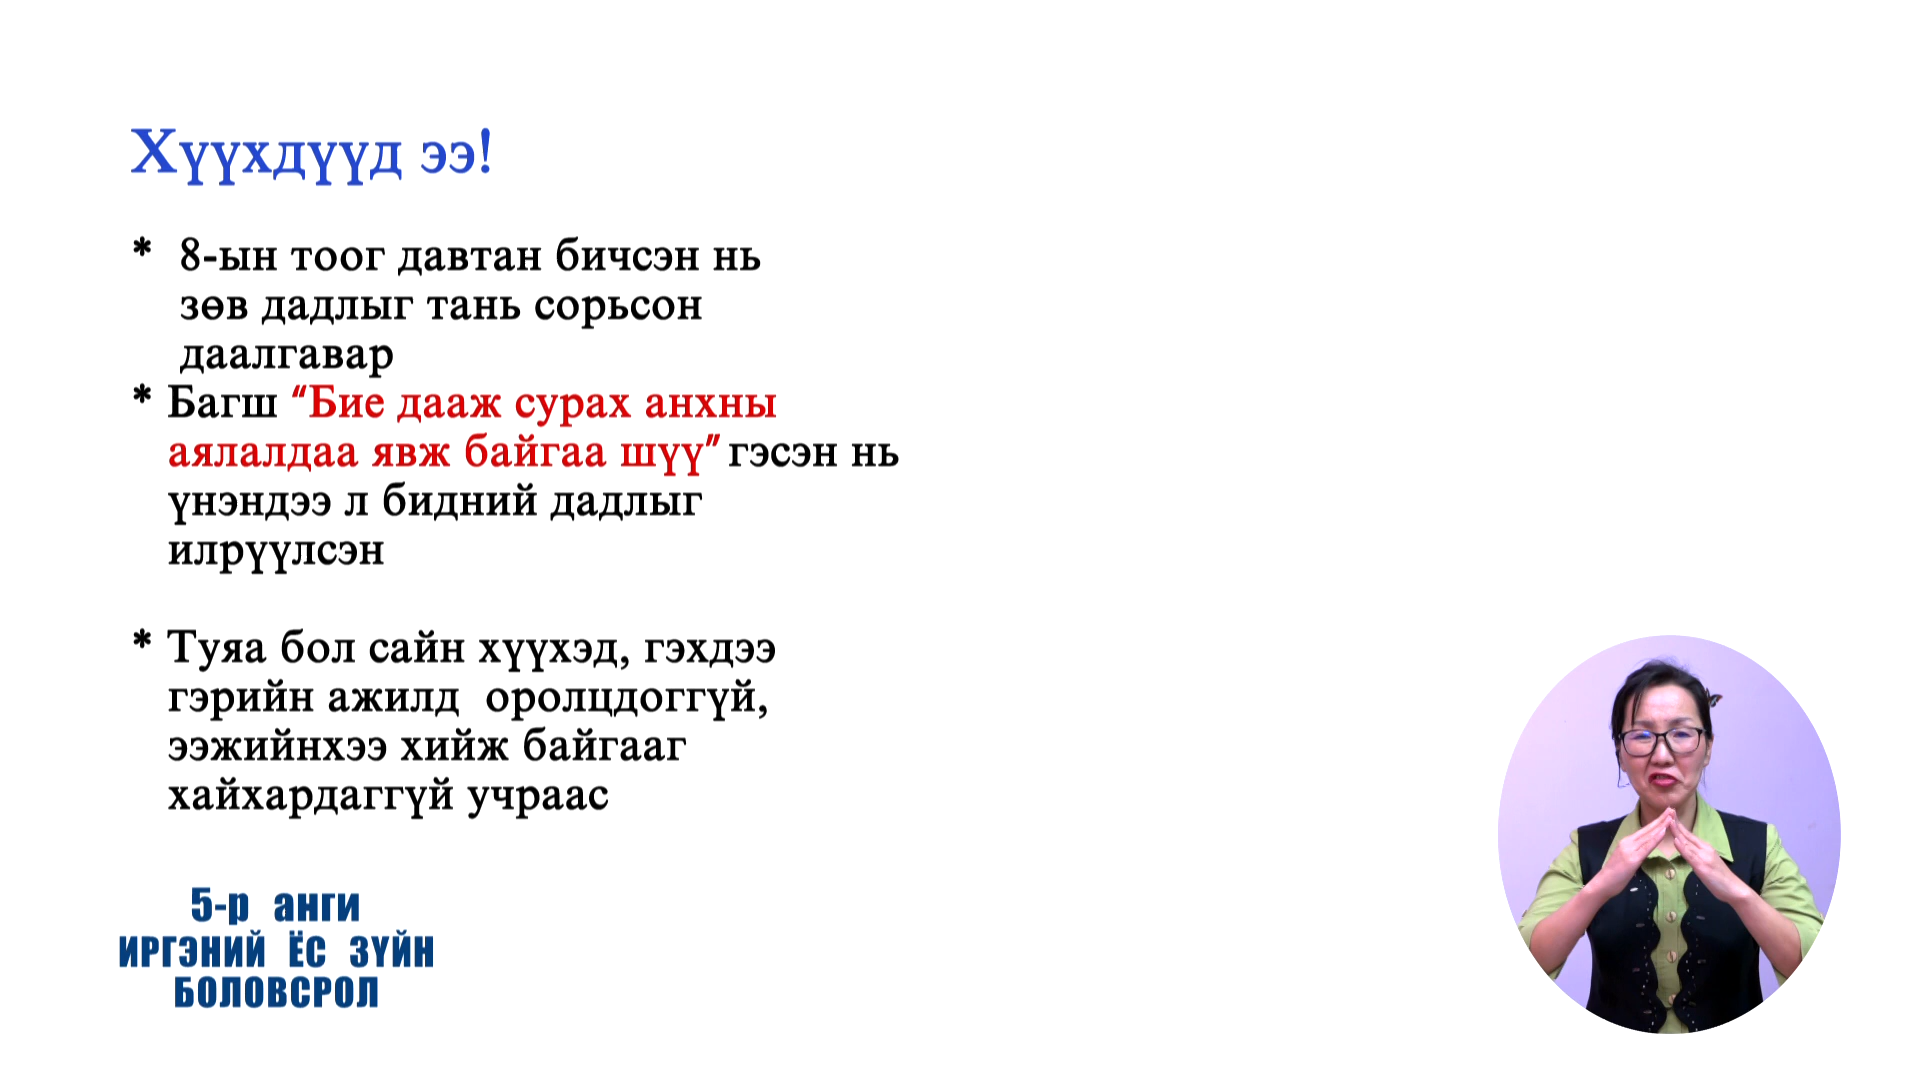 Хүүхдүүд ээ!
* 8-ын тоог давтан бичсэн нь
зөв дадлыг тань сорьсон
даалгавар
* Багш “Бие дааж сурах анхны
аялалдаа явж байгаа шүү” гэсэн нь
үнэндээ л бидний дадлыг
илрүүлсэн
* Туяа бол сайн хүүхэд, гэхдээ
гэрийн ажилд оролцдоггүй,
ээжийнхээ хийж байгааг
хайхардаггүй учраас
5-р анги
ИРГЭНИЙ ЁС ЗҮЙН
БОЛОВСРОЛ